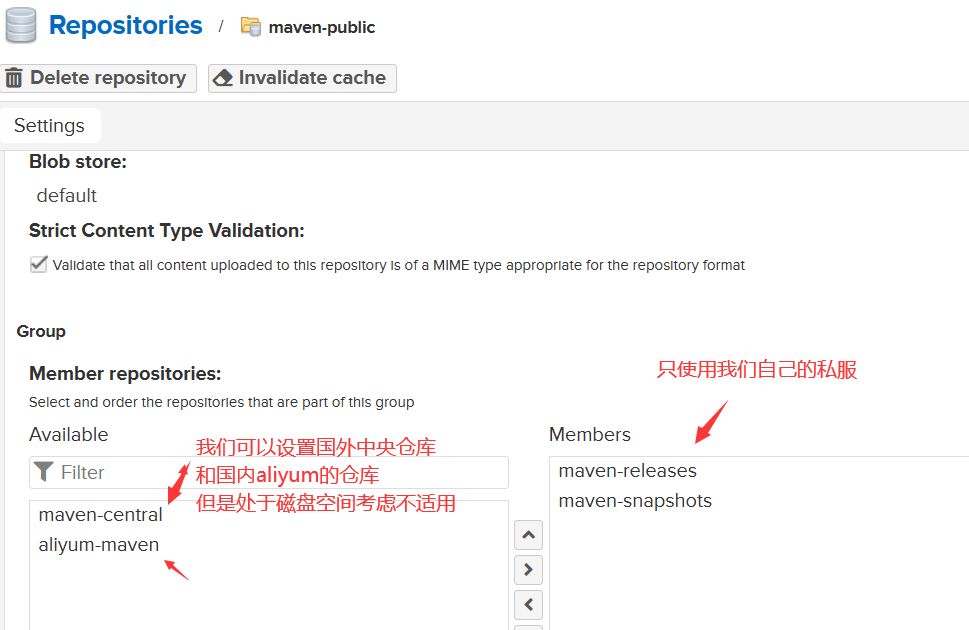 Repositories / maven-public
Delete repository Invalidate cache
Settings
Blob store:
default
Strict Content Type Validation:
Validate that all content uploaded to this repository is of a MIME type appropriate for the repository format
Group
只使用我们自己的私服
Member repositories:
Select and order the repositories that are part of this group
Available
Members
我们可以设置国外中央仓库
和国内aliyum的仓库
但是处于磁盘空间考虑不适用
Filter
maven-central
aliyum-maven
maven-releases
maven-snapshots